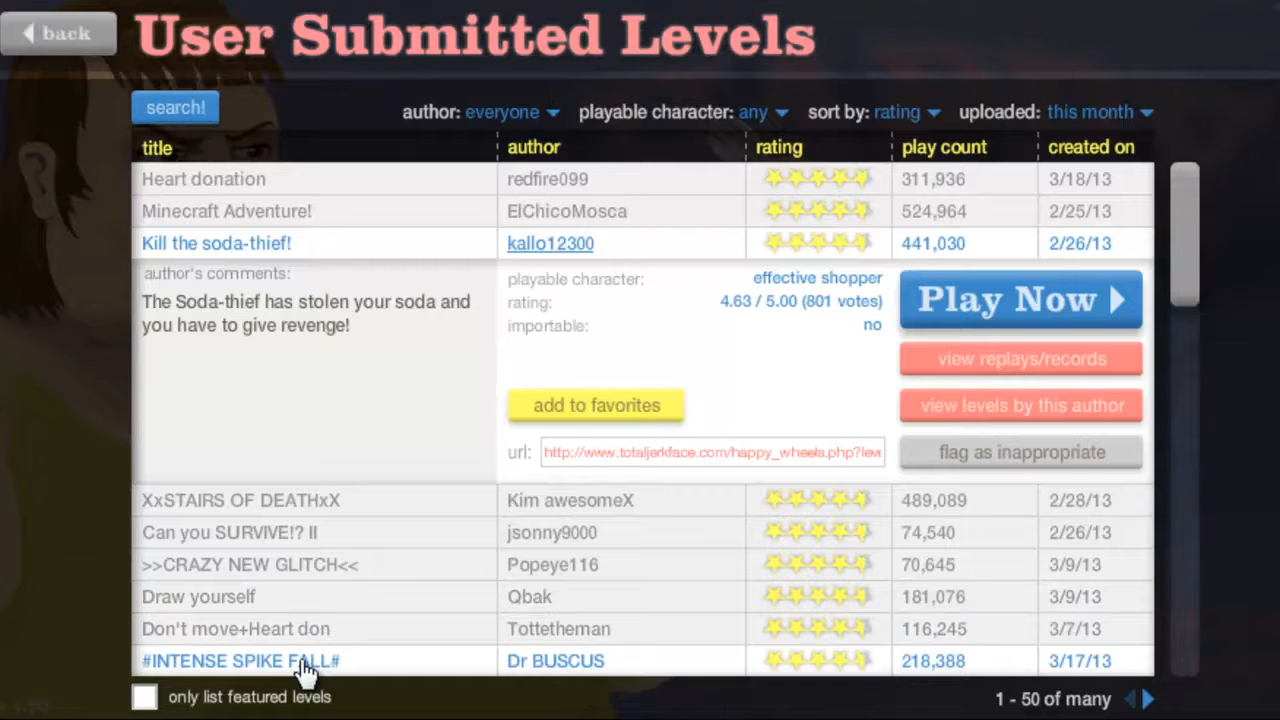 back
User Submitted Levels
search!
author: everyone playable character: any sort by: rating uploaded: this month
title author rating play count created on
Heart donation redfire099 311,936 3/18/13
Minecraft Adventure! ElChicoMosca 524,964 2/25/13
Kill the soda-thief! kallo12300 441,030 2/26/13
author's comments:
The Soda-thief has stolen your soda and
you have to give revenge!
playable character: effective shopper
rating: 4.63 / 5.00 (801 votes)
importable: no
add to favorites
url: http://www.totaljerkface.com/happy_wheels.php?leve
Play Now
view replays/records
view levels by this author
flag as inappropriate
XxSTAIRS OF DEATHxX Kim awesomeX 489,089 2/28/13
Can you SURVIVE!? II jsonny9000 74,540 2/26/13
>>CRAZY NEW GLITCH<< Popeye116 70,645 3/9/13
Draw yourself Qbak 181,076 3/9/13
Don't move+Heart don Tottetheman 116,245 3/7/13
#INTENSE SPIKE FALL# Dr BUSCUS 218,388 3/17/13
only list featured levels
1 - 50 of many